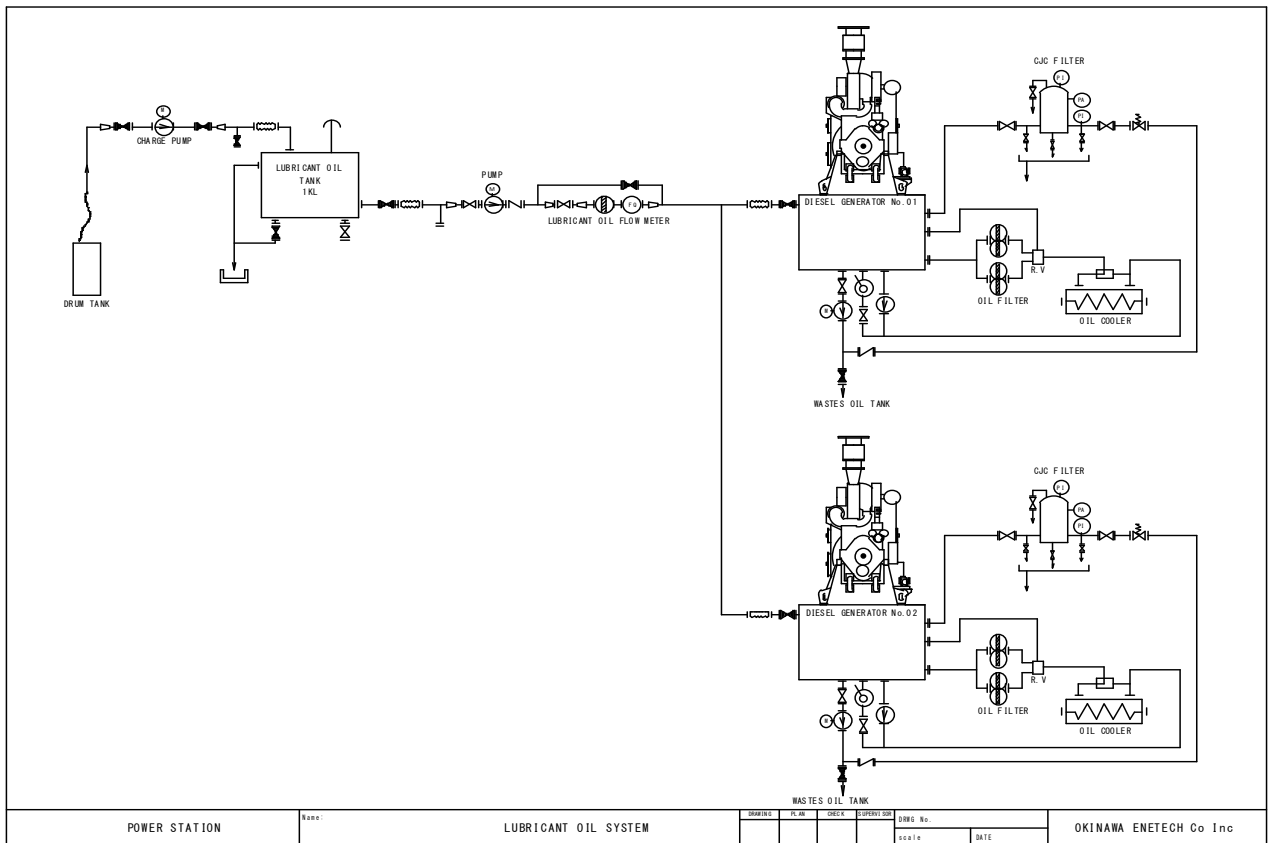 CJC FILTER
PI
PA
PI
M
CHARGE PUMP
LUBRICANT OIL
TANK
1KL
PUMP
M
FQ
LUBRICANT OIL FLOW METER
DIESEL GENERATOR No.01
R.V
OIL FILTER
OIL COOLER
DRUM TANK
M
V
V
WASTES OIL TANK
CJC FILTER
PI
PA
PI
DIESEL GENERATOR No.02
R.V
OIL FILTER
OIL COOLER
M
V
V
WASTES OIL TANK
POWER STATION
Name:
LUBRICANT OIL SYSTEM
DRAWING PLAN CHECK SUPERVISOR
DRWG No.
scale DATE
OKINAWA ENETECH Co Inc